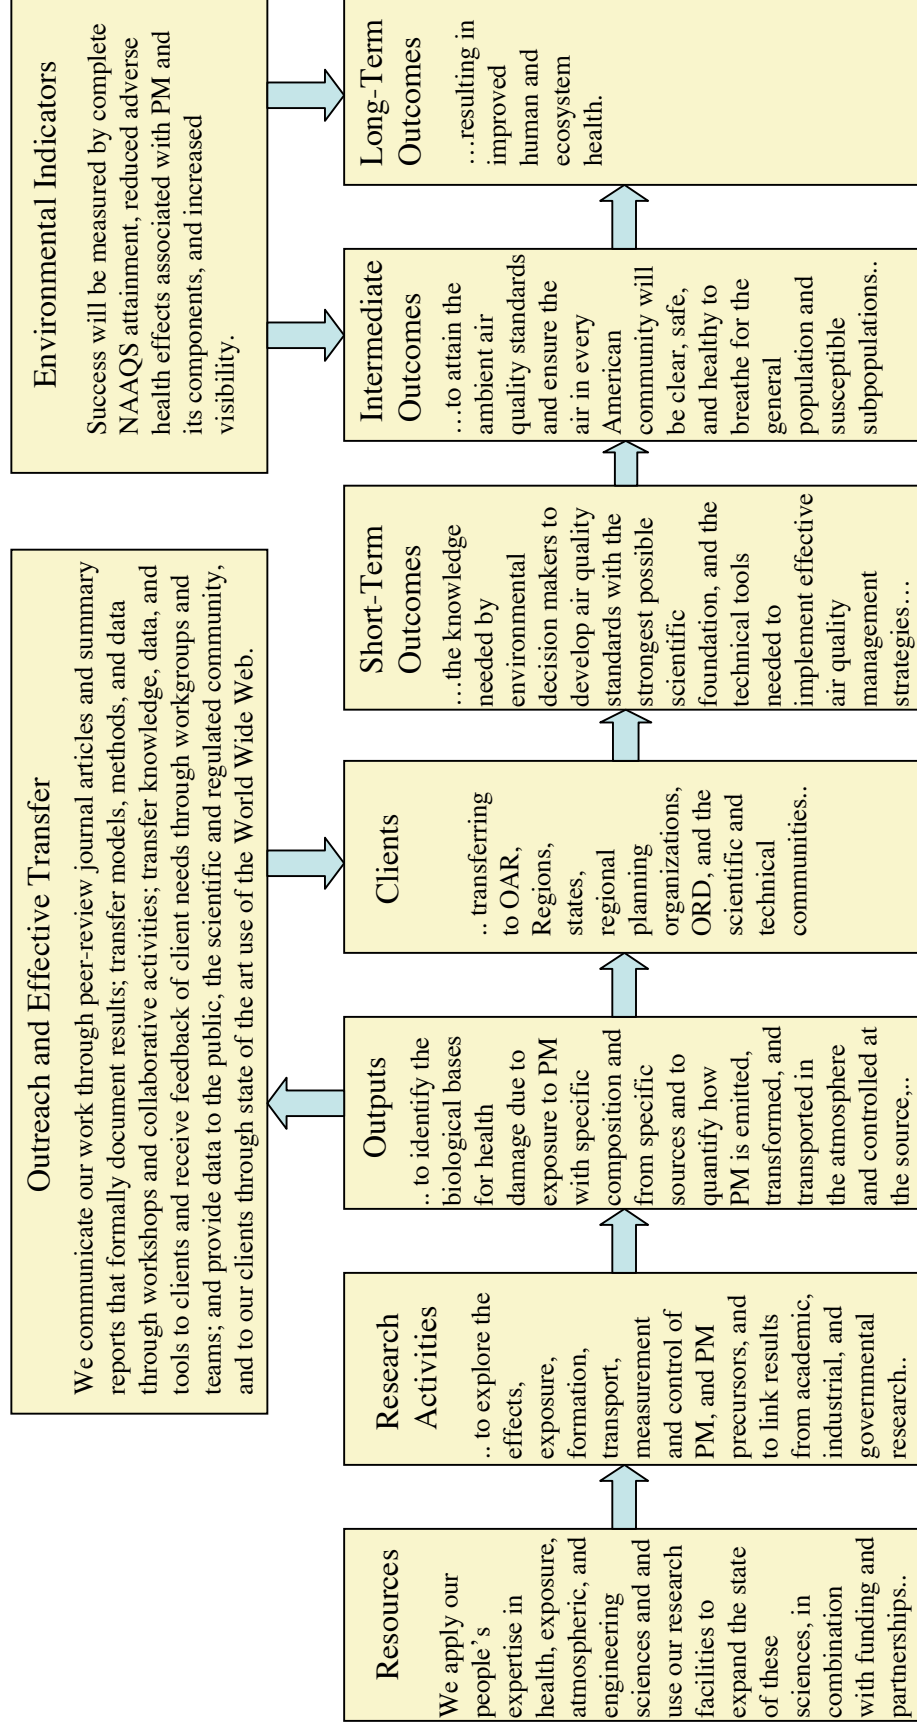 Outreach and Effective Transfer
We communicate our work through peer-review journal articles and summary
reports that formally document results; transfer models, methods, and data
through workshops and collaborative activities; transfer knowledge, data, and
tools to clients and receive feedback of client needs through workgroups and
teams; and provide data to the public, the scientific and regulated community,
and to our clients through state of the art use of the World Wide Web.
Environmental Indicators
Success will be measured by complete
NAAQS attainment, reduced adverse
health effects associated with PM and
its components, and increased
visibility.
Resources
We apply our
people's
expertise in
health, exposure,
atmospheric, and
engineering
sciences and and
use our research
facilities to
expand the state
of these
sciences, in
combination
with funding and
partnerships..
Research
Activities
.. to explore the
effects,
exposure,
formation,
transport,
measurement
and control of
PM, and PM
precursors, and
to link results
from academic,
industrial, and
governmental
research..
Outputs
.. to identify the
biological bases
for health
damage due to
exposure to PM
with specific
composition and
from specific
sources and to
quantify how
PM is emitted,
transformed, and
transported in
the atmosphere
and controlled at
the source,..
Clients
..transferring
to OAR,
Regions,
states,
regional
planning
organizations,
ORD, and the
scientific and
technical
communities..
Short-Term
Outcomes
…the knowledge
needed by
environmental
decision makers to
develop air quality
standards with the
strongest possible
scientific
foundation, and the
technical tools
needed to
implement effective
air quality
management
strategies…
Intermediate
Outcomes
…to attain the
ambient air
quality standards
and ensure the
air in every
American
community will
be clear, safe,
and healthy to
breathe for the
general
population and
susceptible
subpopulations..
Long-Term
Outcomes
…resulting in
improved
human and
ecosystem
health.